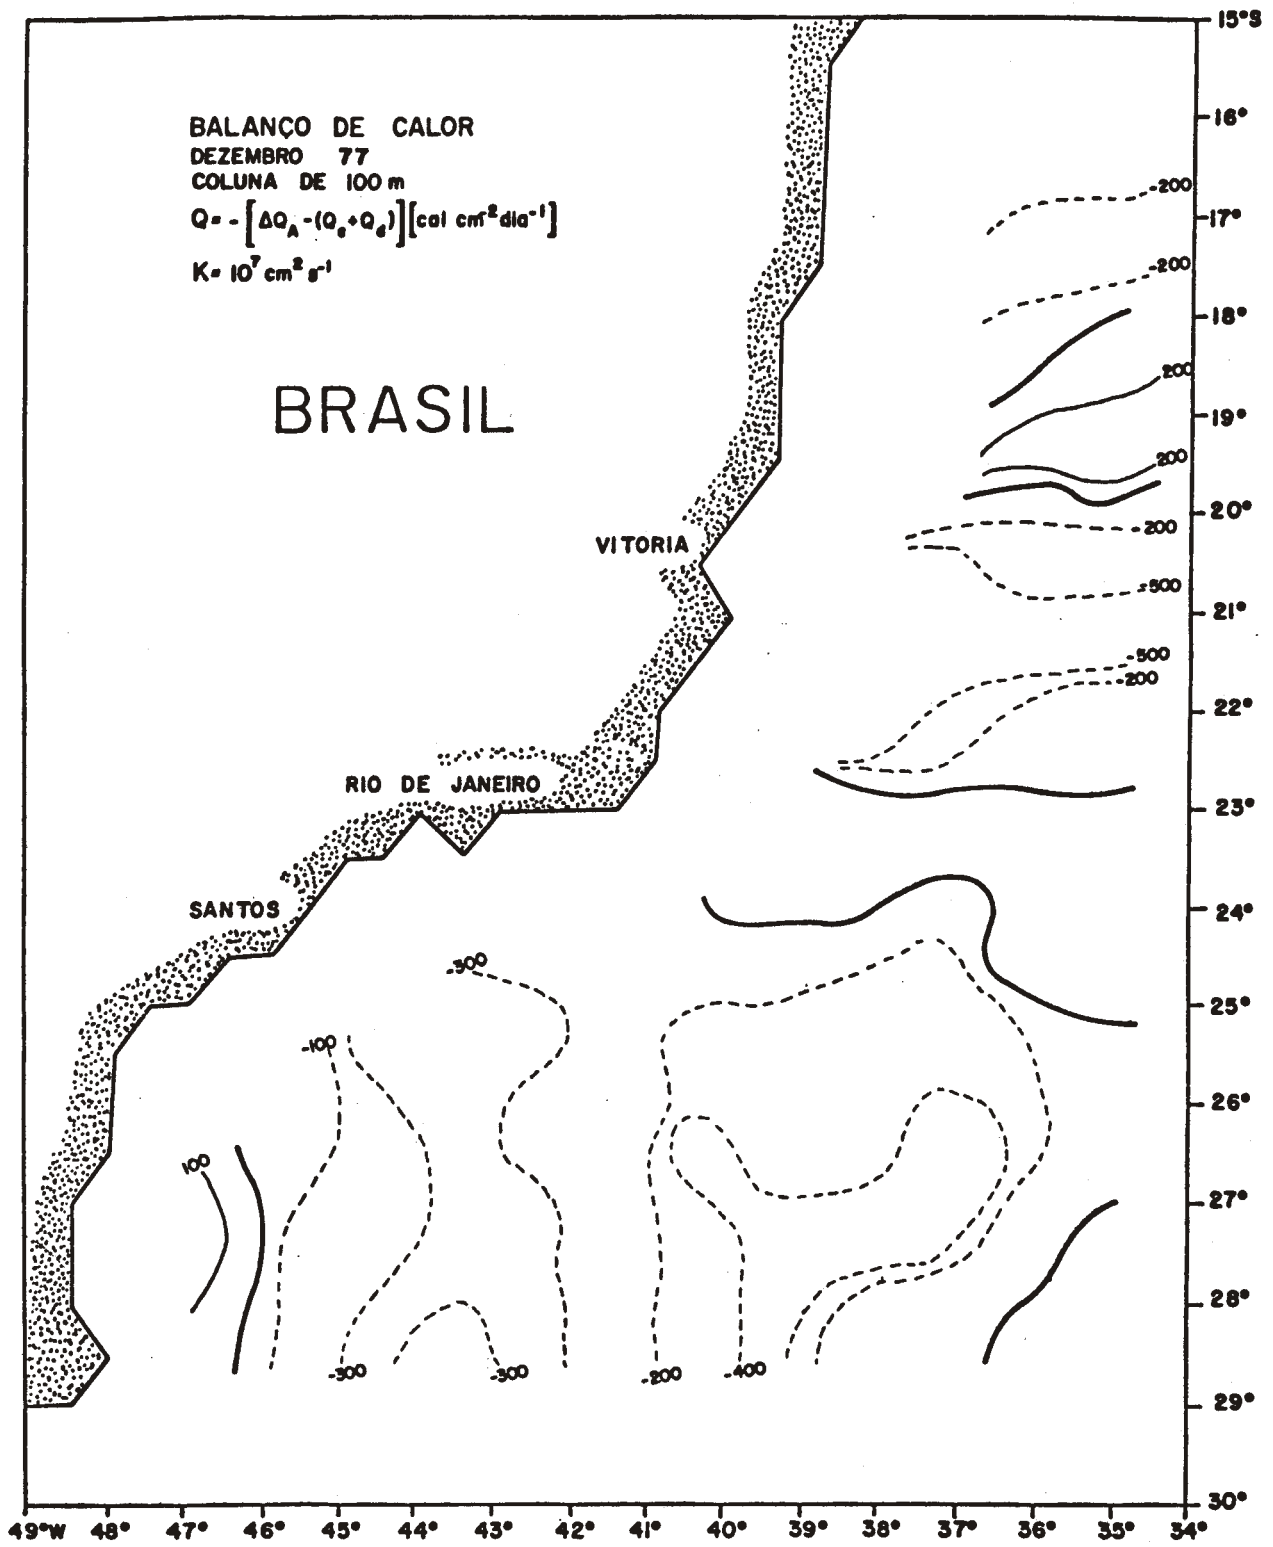 15°S
BALANÇO DE CALOR
DEZEMBRO 77
COLUNA DE 100 m
Q= -[ΔQA-(Qe+Qd)][cal cm⁻² dia⁻¹]
K= 10⁷ cm² s⁻¹
BRASIL
16°
-200
17°
-200
18°
200
19°
200
20°
-200
VITORIA
-500
21°
-500
-200
22°
RIO DE JANEIRO
23°
SANTOS
24°
-300
25°
-100
26°
100
27°
28°
-300
-300
-200
-400
29°
30°
49°W 48° 47° 46° 45° 44° 43° 42° 41° 40° 39° 38° 37° 36° 35° 34°